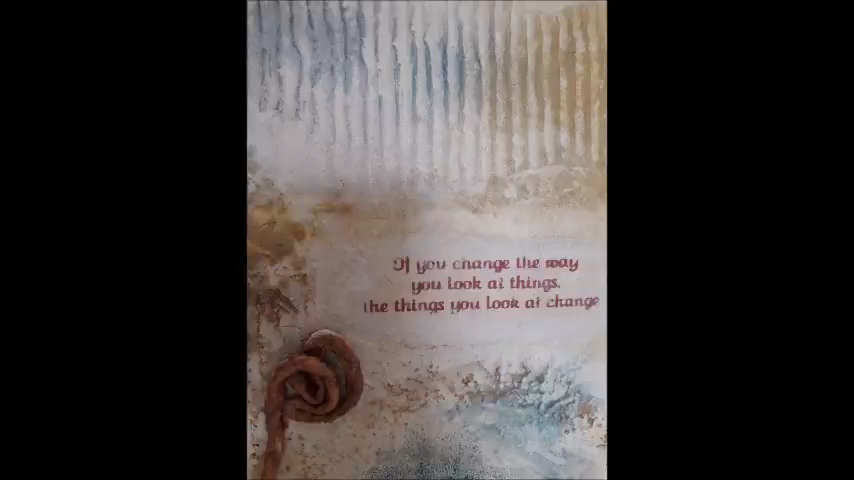 If you change the way
you look at things,
the things you look at change